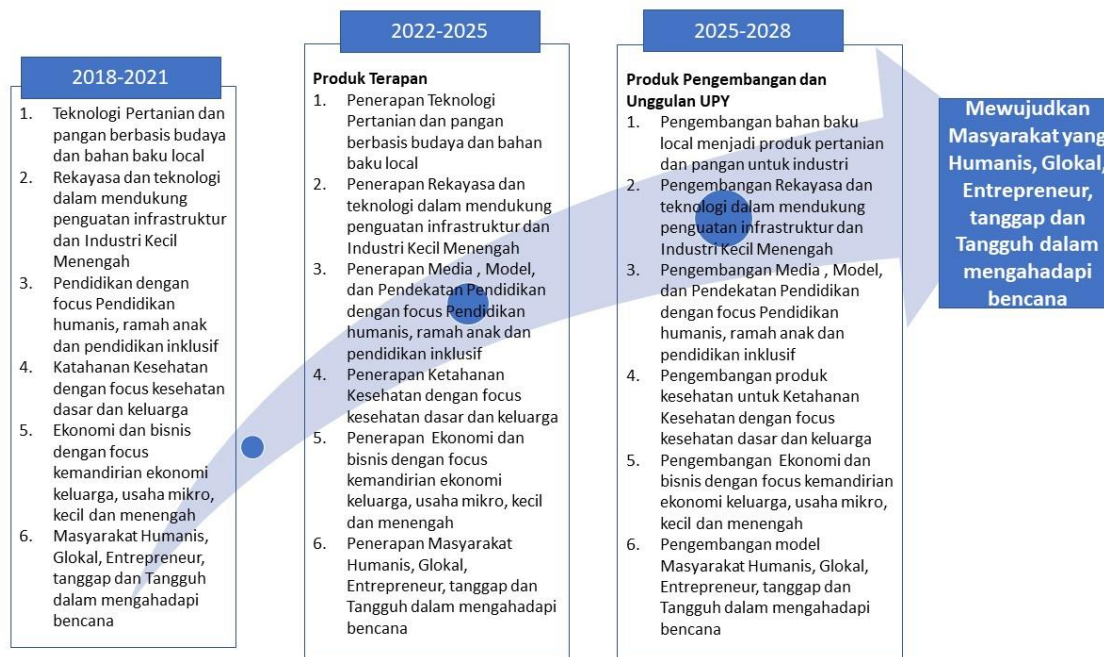 2018-2021
1. Teknologi Pertanian dan
pangan berbasis budaya
dan bahan baku local
2. Rekayasa dan teknologi
dalam mendukung
penguatan infrastruktur
dan Industri Kecil
Menengah
3. Pendidikan dengan
focus Pendidikan
humanis, ramah anak
dan pendidikan inklusif
4. Katahanan Kesehatan
dengan focus kesehatan
dasar dan keluarga
5. Ekonomi dan bisnis
dengan focus
kemandirian ekonomi
keluarga, usaha mikro,
kecil dan menengah
6. Masyarakat Humanis,
Glokal, Entrepreneur,
tanggap dan Tangguh
dalam mengahadapi
bencana
2022-2025
Produk Terapan
1. Penerapan Teknologi
Pertanian dan pangan
berbasis budaya dan bahan
baku local
2. Penerapan Rekayasa dan
teknologi dalam mendukung
penguatan infrastruktur dan
Industri Kecil Menengah
3. Penerapan Media , Model,
dan Pendekatan Pendidikan
dengan focus Pendidikan
humanis, ramah anak dan
pendidikan inklusif
4. Penerapan Ketahanan
Kesehatan dengan focus
kesehatan dasar dan keluarga
5. Penerapan Ekonomi dan
bisnis dengan focus
kemandirian ekonomi
keluarga, usaha mikro, kecil
dan menengah
6. Penerapan Masyarakat
Humanis, Glokal,
Entrepreneur, tanggap dan
Tangguh dalam mengahadapi
bencana
2025-2028
Produk Pengembangan dan
Unggulan UPY
1. Pengembangan bahan baku
local menjadi produk pertanian
dan pangan untuk industri
2. Pengembangan Rekayasa dan
teknologi dalam mendukung
penguatan infrastruktur dan
Industri Kecil Menengah
3. Pengembangan Media , Model,
dan Pendekatan Pendidikan
dengan focus Pendidikan
humanis, ramah anak dan
pendidikan inklusif
4. Pengembangan produk
kesehatan untuk Ketahanan
Kesehatan dengan focus
kesehatan dasar dan keluarga
5. Pengembangan Ekonomi dan
bisnis dengan focus kemandirian
ekonomi keluarga, usaha mikro,
kecil dan menengah
6. Pengembangan model
Masyarakat Humanis, Glokal,
Entrepreneur, tanggap dan
Tangguh dalam mengahadapi
bencana
Mewujudkan
Masyarakat yang
Humanis, Glokal,
Entrepreneur,
tanggap dan
Tangguh dalam
mengahadapi
bencana